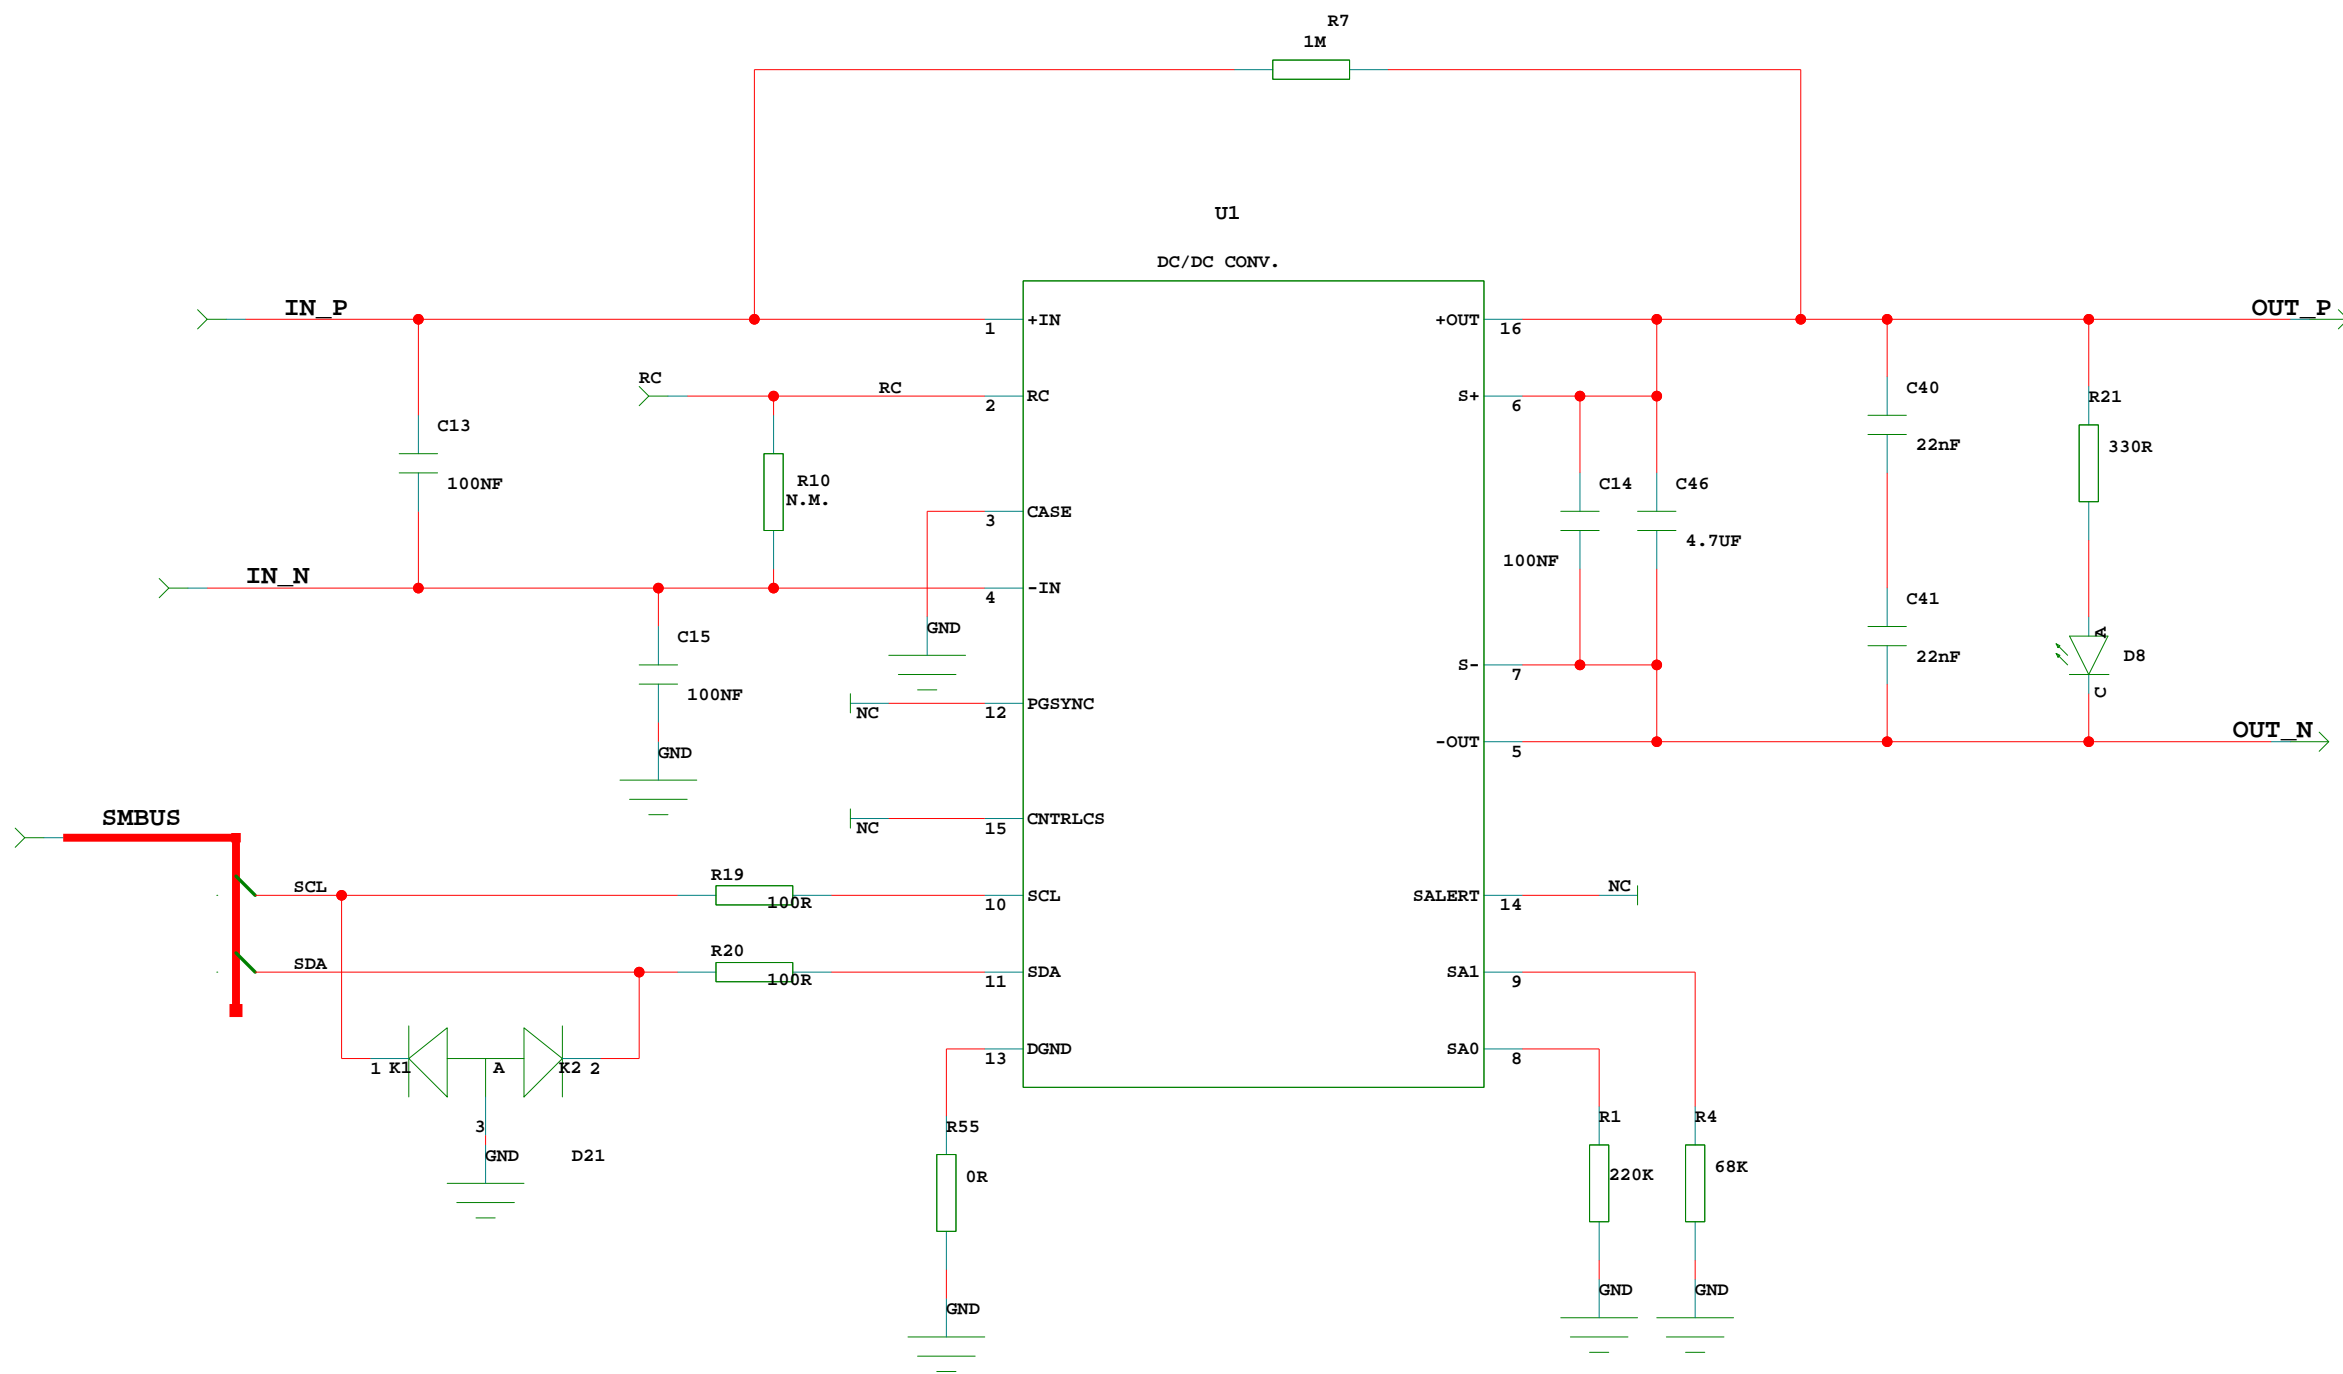 R7
1M
U1
DC/DC CONV.
IN_P
OUT_P
1
+IN
+OUT
16
RC
RC
2
RC
S+
6
C13
100NF
R10
N.M.
3
CASE
C14
100NF
C46
4.7UF
C40
22nF
R21
330R
IN_N
4
-IN
GND
C15
100NF
GND
C41
22nF
A
D8
C
S-
7
NC
12
PGSYNC
-OUT
5
OUT_N
SMBUS
NC
15
CNTRLCS
SCL
R19
100R
10
SCL
SALERT
14
NC
SDA
R20
100R
11
SDA
SA1
9
1
K1
A
K2
2
13
DGND
SA0
8
3
GND
D21
R55
0R
GND
R1
220K
GND
R4
68K
GND